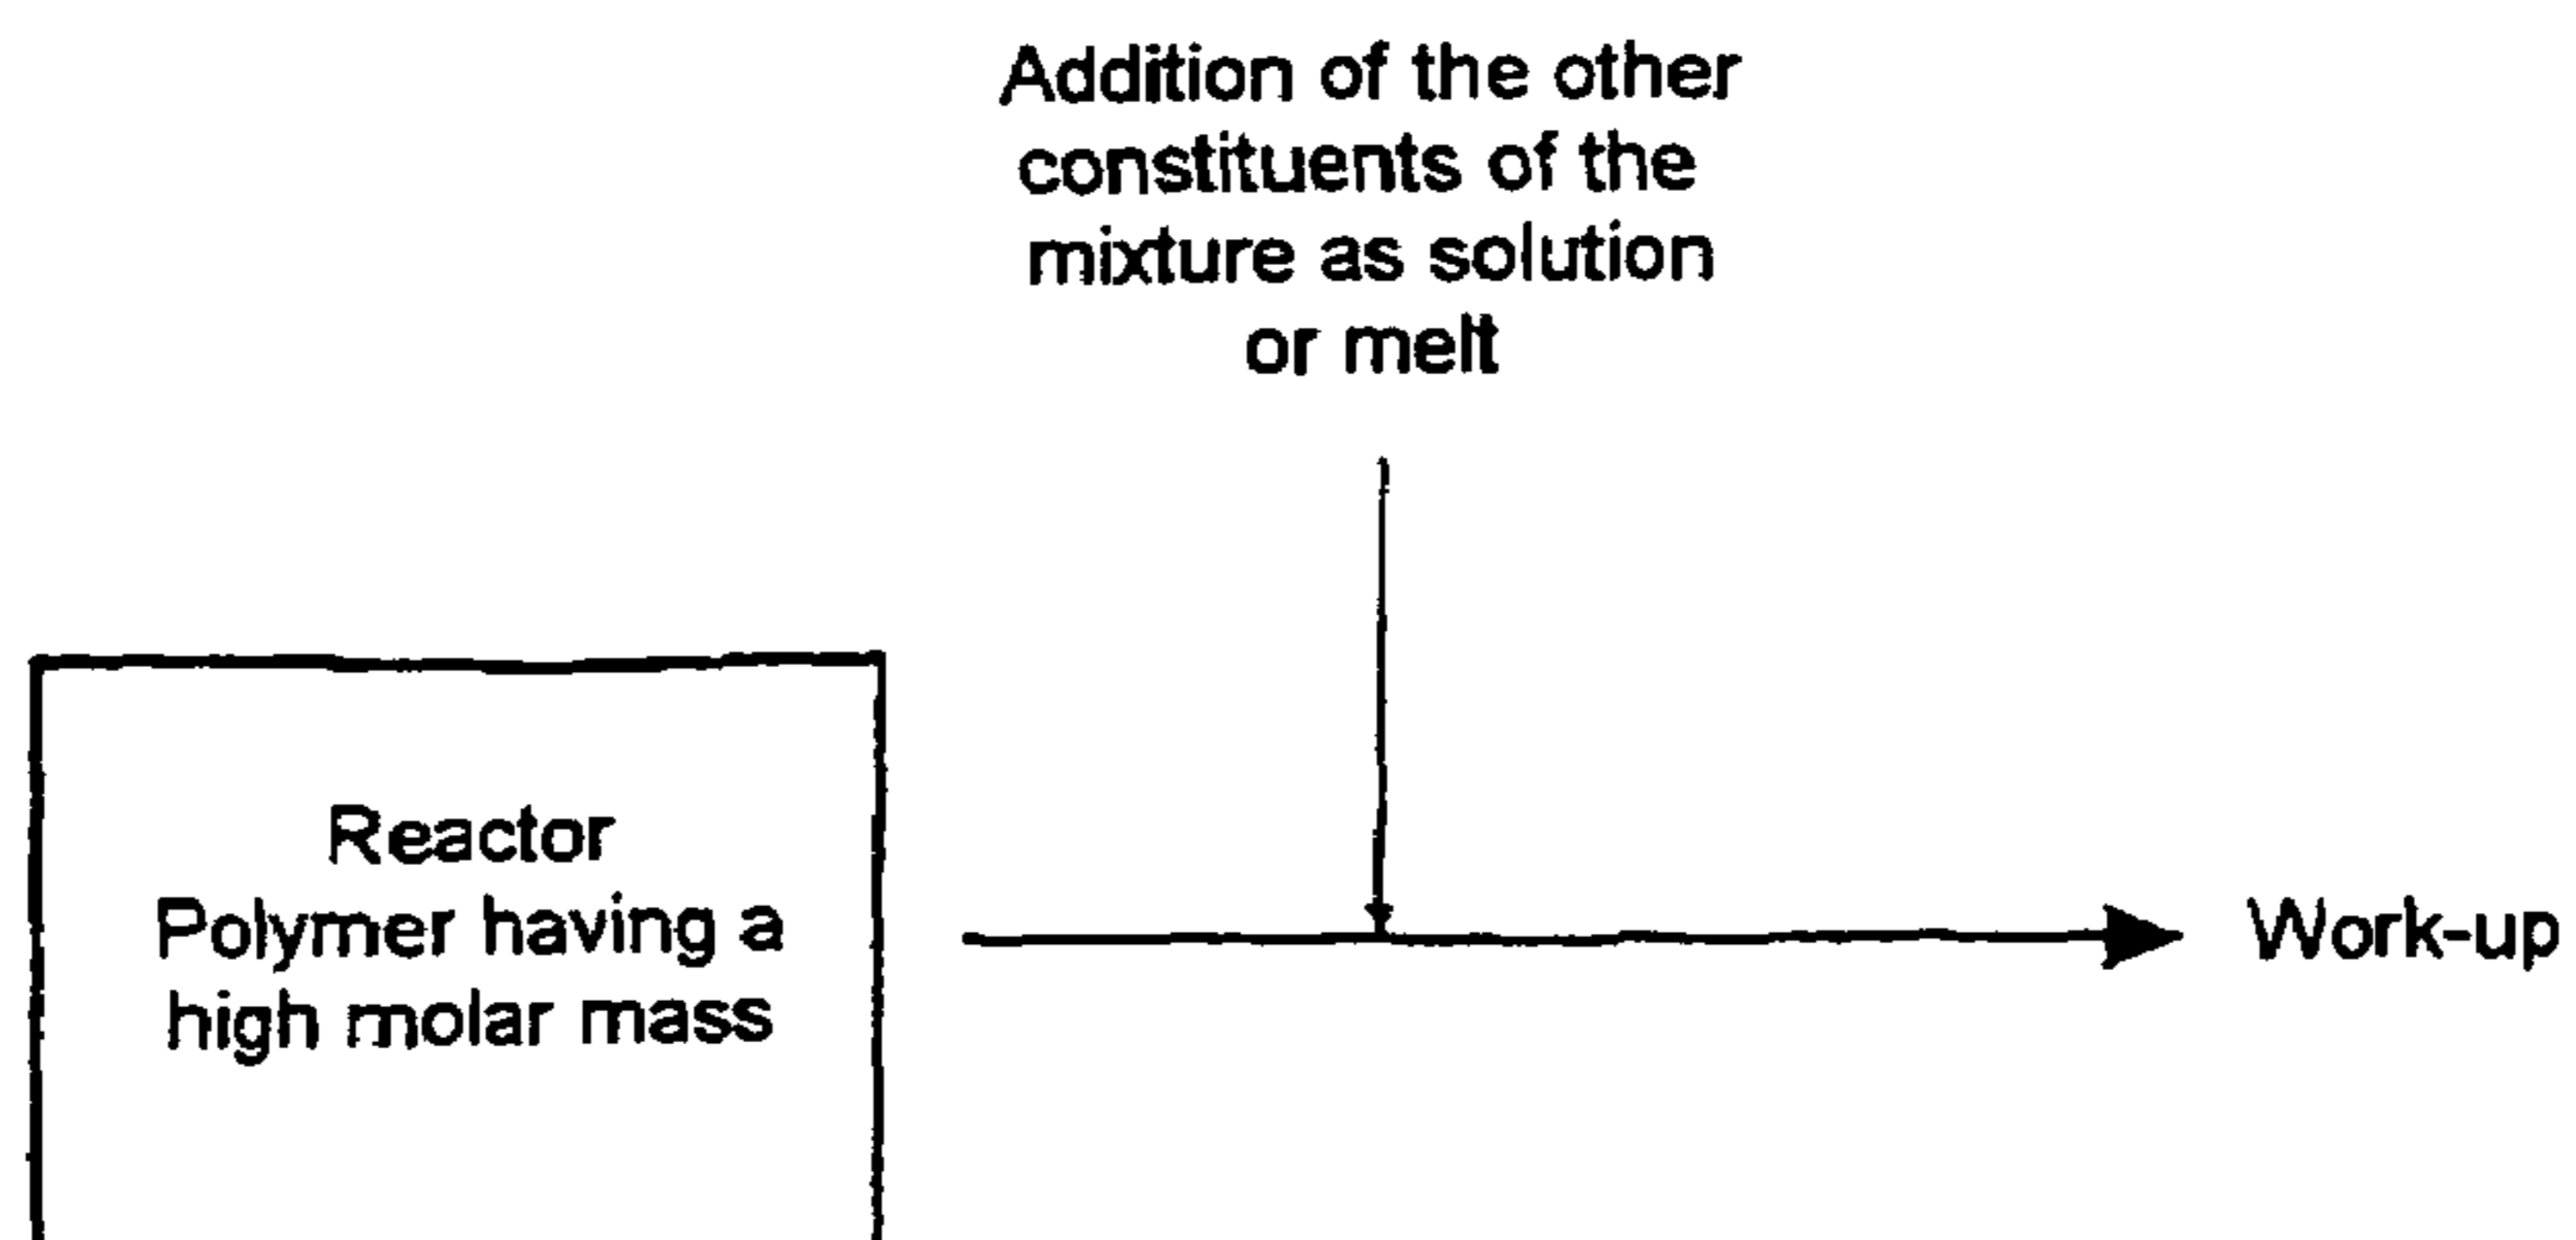 Addition of the other
constituents of the
mixture as solution
or melt
Reactor
Polymer having a
high molar mass
Work-up